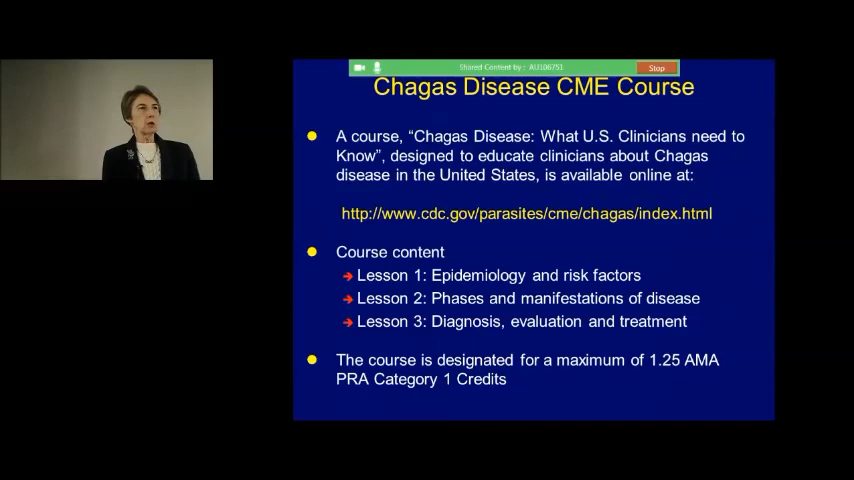 Shared Content by : AU106751
Stop
Chagas Disease CME Course
A course, “Chagas Disease: What U.S. Clinicians need to
Know”, designed to educate clinicians about Chagas
disease in the United States, is available online at:
http://www.cdc.gov/parasites/cme/chagas/index.html
Course content
Lesson 1: Epidemiology and risk factors
Lesson 2: Phases and manifestations of disease
Lesson 3: Diagnosis, evaluation and treatment
The course is designated for a maximum of 1.25 AMA
PRA Category 1 Credits